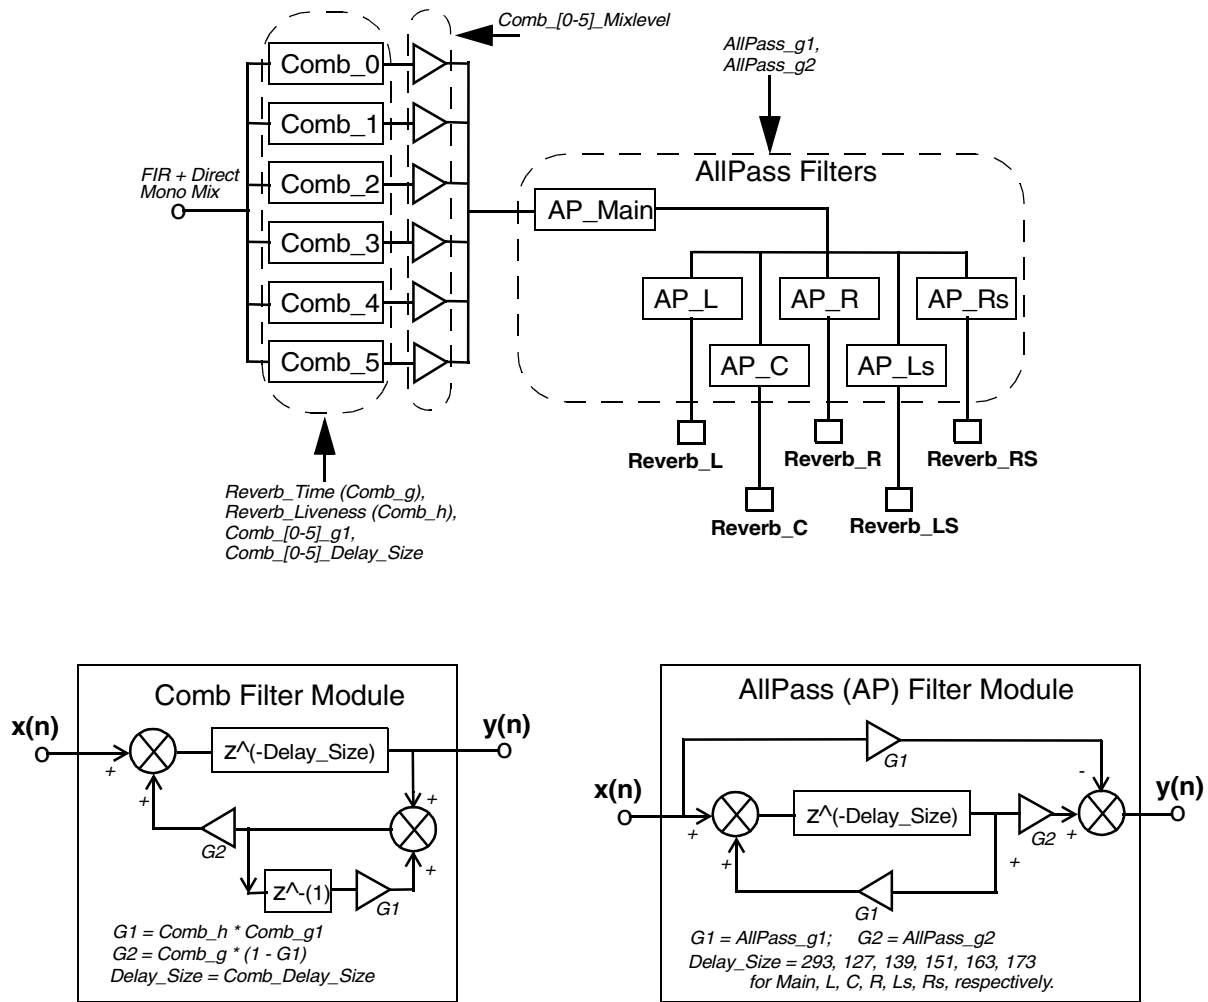 Comb_[0-5]_Mixlevel
Comb_0
Comb_1
Comb_2
Comb_3
Comb_4
Comb_5
FIR + Direct
Mono Mix
AllPass_g1,
AllPass_g2
AllPass Filters
AP_Main
AP_L
AP_R
AP_Rs
AP_C
AP_Ls
Reverb_L
Reverb_R
Reverb_RS
Reverb_C
Reverb_LS
Reverb_Time (Comb_g),
Reverb_Liveness (Comb_h),
Comb_[0-5]_g1,
Comb_[0-5]_Delay_Size
Comb Filter Module
x(n)
y(n)
+
z^(-Delay_Size)
+
+
G2
+
z^-(1)
G1
G1 = Comb_h * Comb_g1
G2 = Comb_g * (1 - G1)
Delay_Size = Comb_Delay_Size
AllPass (AP) Filter Module
G1
-
x(n)
y(n)
+
z^(-Delay_Size)
G2
+
+
+
G1
G1 = AllPass_g1; G2 = AllPass_g2
Delay_Size = 293, 127, 139, 151, 163, 173
for Main, L, C, R, Ls, Rs, respectively.